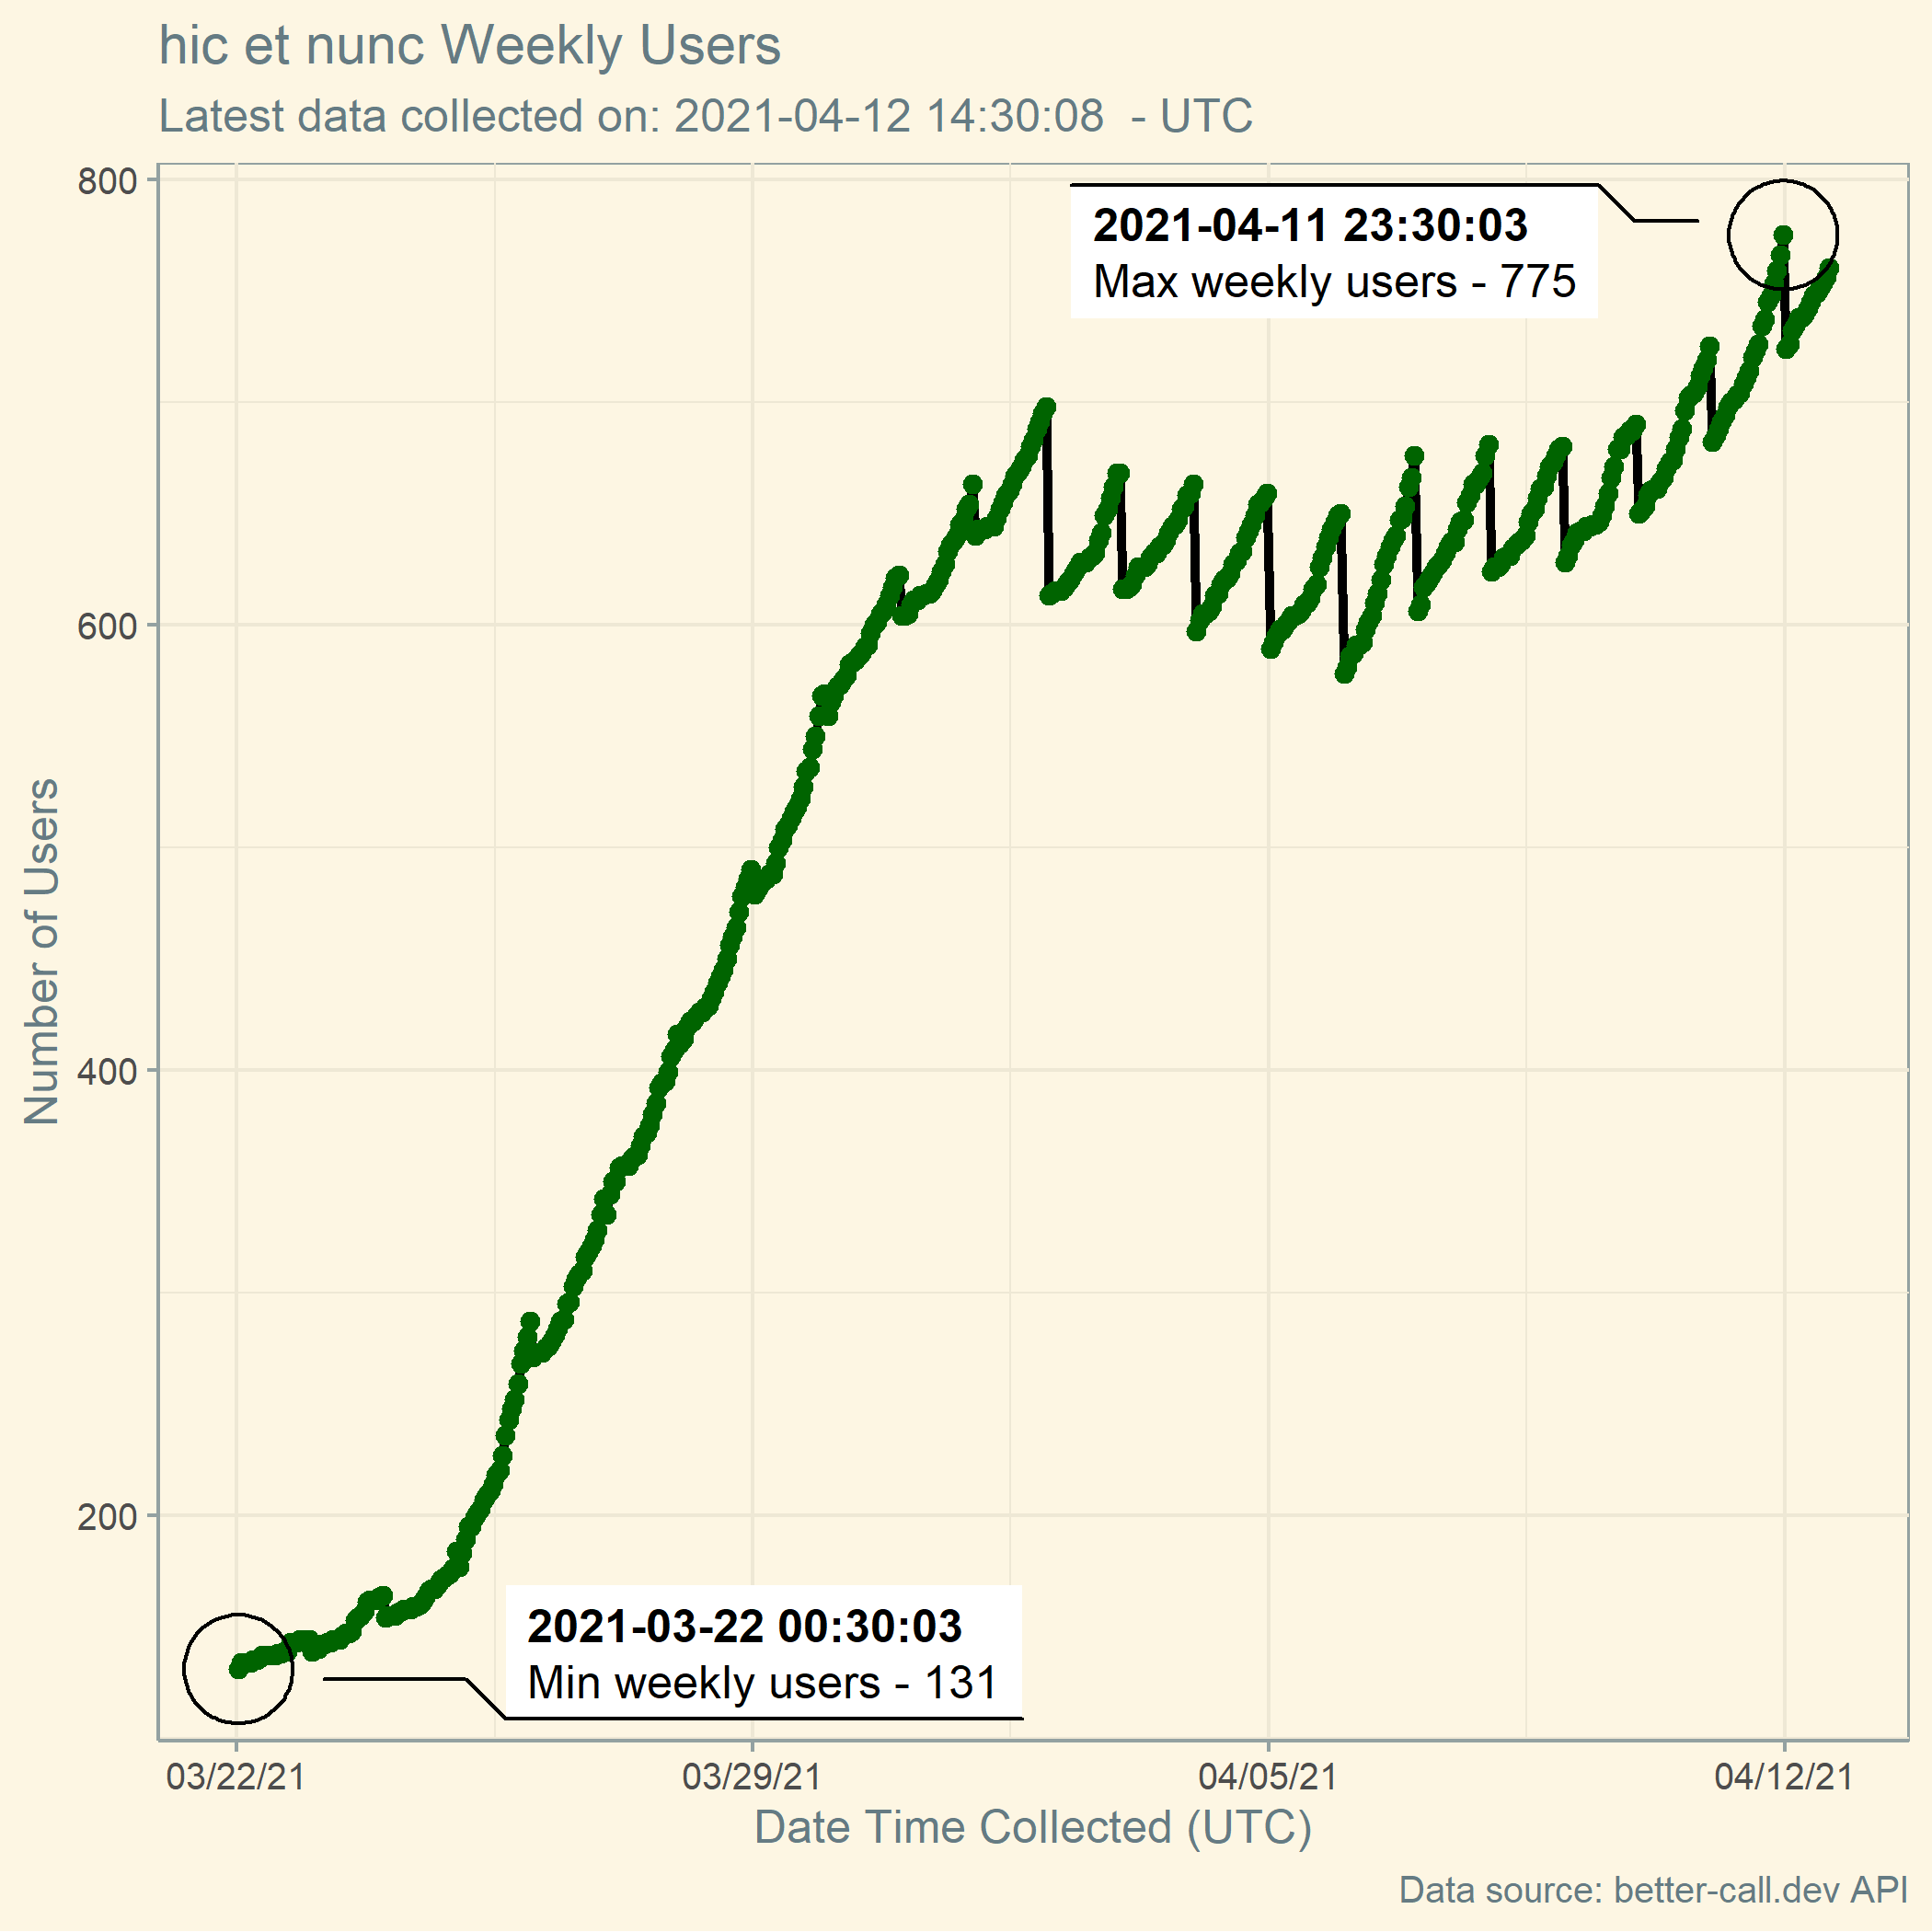 hic et nunc Weekly Users
Latest data collected on: 2021-04-12 14:30:08  - UTC
800
600
400
200
Number of Users
2021-04-11 23:30:03
Max weekly users - 775
2021-03-22 00:30:03
Min weekly users - 131
03/22/21
03/29/21
04/05/21
04/12/21
Date Time Collected (UTC)
Data source: better-call.dev API